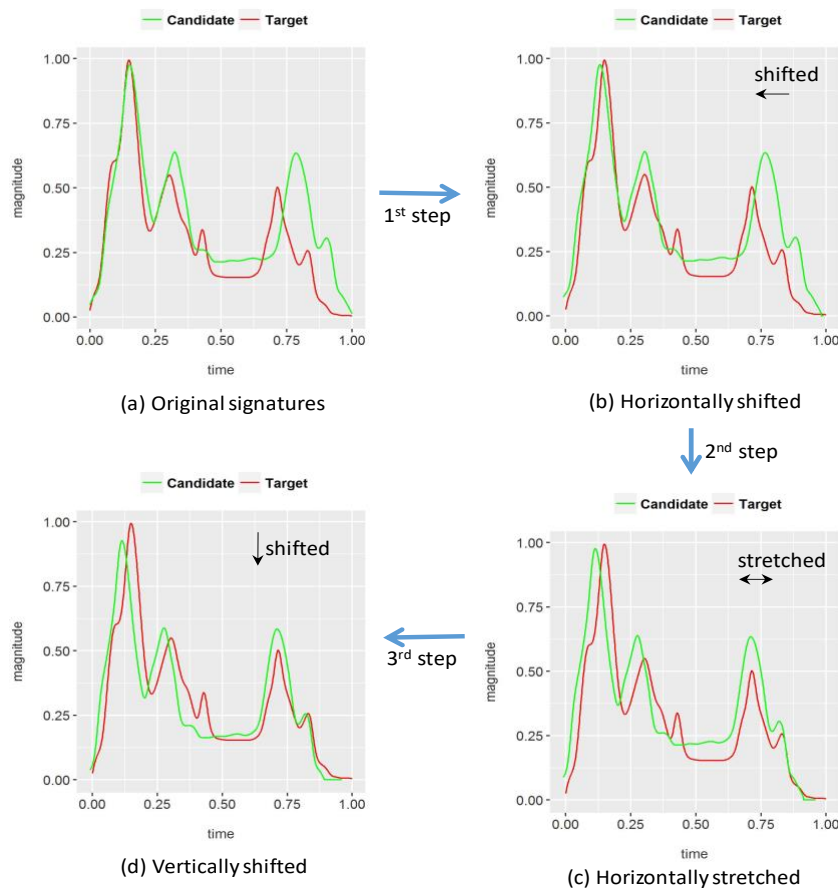 Candidate Target
1.00
0.75
0.50
0.25
0.00
magnitude
0.00 0.25 0.50 0.75 1.00
time
(a) Original signatures
1st step
Candidate Target
shifted
1.00
0.75
0.50
0.25
0.00
magnitude
0.00 0.25 0.50 0.75 1.00
time
(b) Horizontally shifted
2nd step
Candidate Target
stretched
1.00
0.75
0.50
0.25
0.00
magnitude
0.00 0.25 0.50 0.75 1.00
time
(c) Horizontally stretched
3rd step
Candidate Target
shifted
1.00
0.75
0.50
0.25
0.00
magnitude
0.00 0.25 0.50 0.75 1.00
time
(d) Vertically shifted